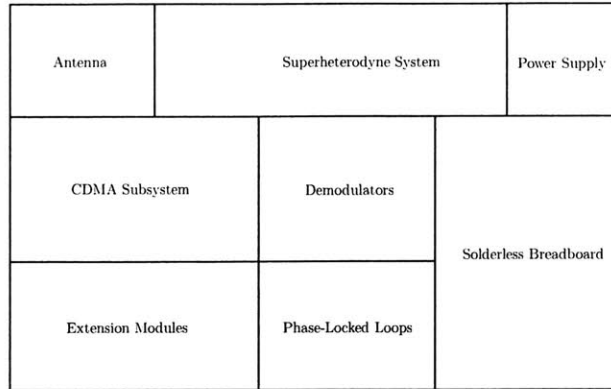 Antenna
Superheterodyne System
Power Supply
CDMA Subsystem
Demodulators
Solderless Breadboard
Extension Modules
Phase-Locked Loops